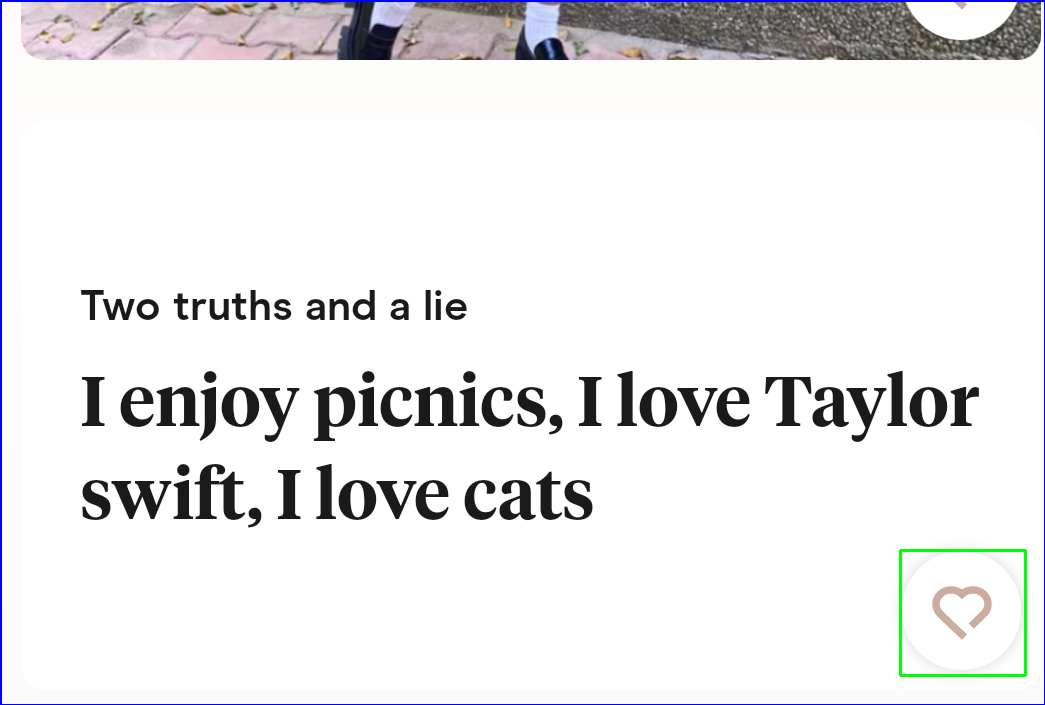 Two truths and a lie
I enjoy picnics, I love Taylor
swift, I love cats